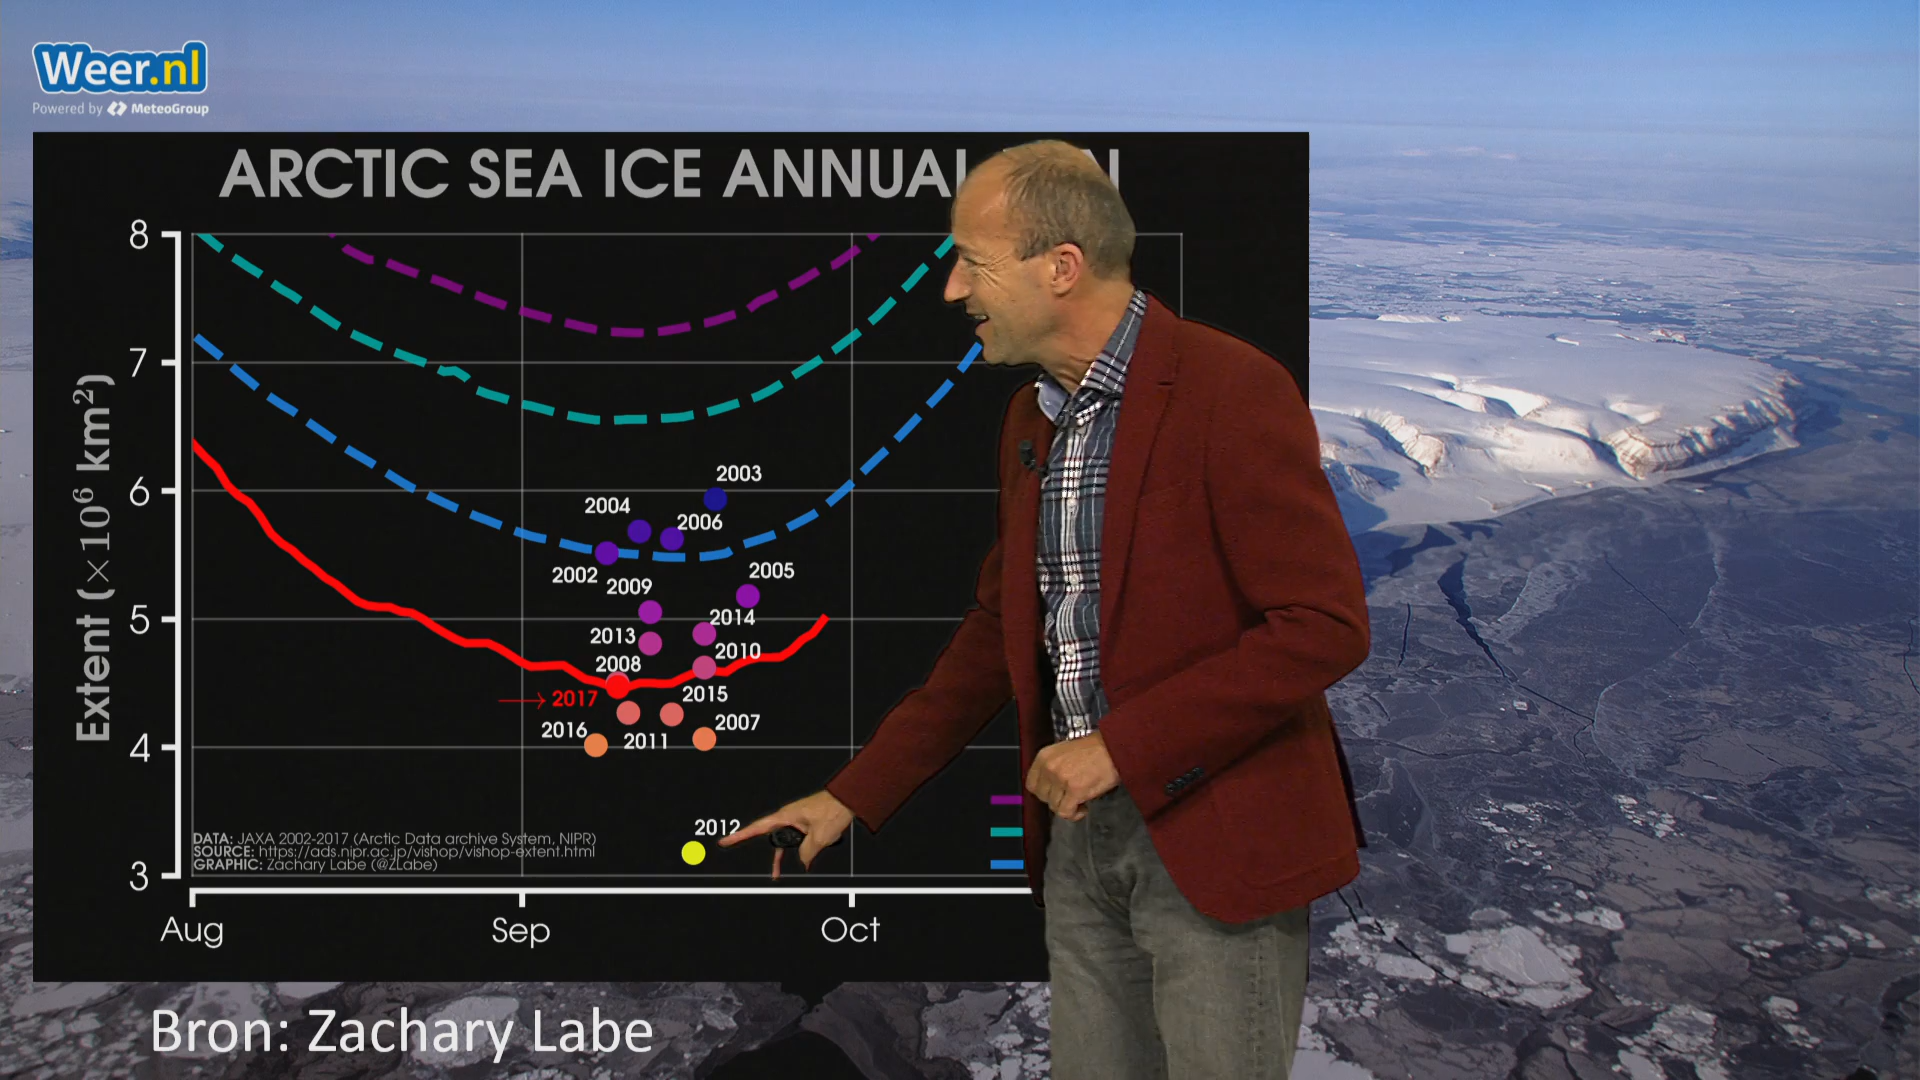 Weer.nl
Powered by MeteoGroup
ARCTIC SEA ICE ANNUAL
8
7
6
5
4
3
Extent (×10⁶ km²)
2003
2004
2006
2002
2009
2005
2014
2013
2010
2008
2017
2015
2016
2011
2007
2012
DATA: JAXA 2002-2017 (Arctic Data archive System, NIPR)
SOURCE: https://ads.nipr.ac.jp/vishop/vishop-extent.html
GRAPHIC: Zachary Labe (@ZLabe)
Aug Sep Oct
Bron: Zachary Labe